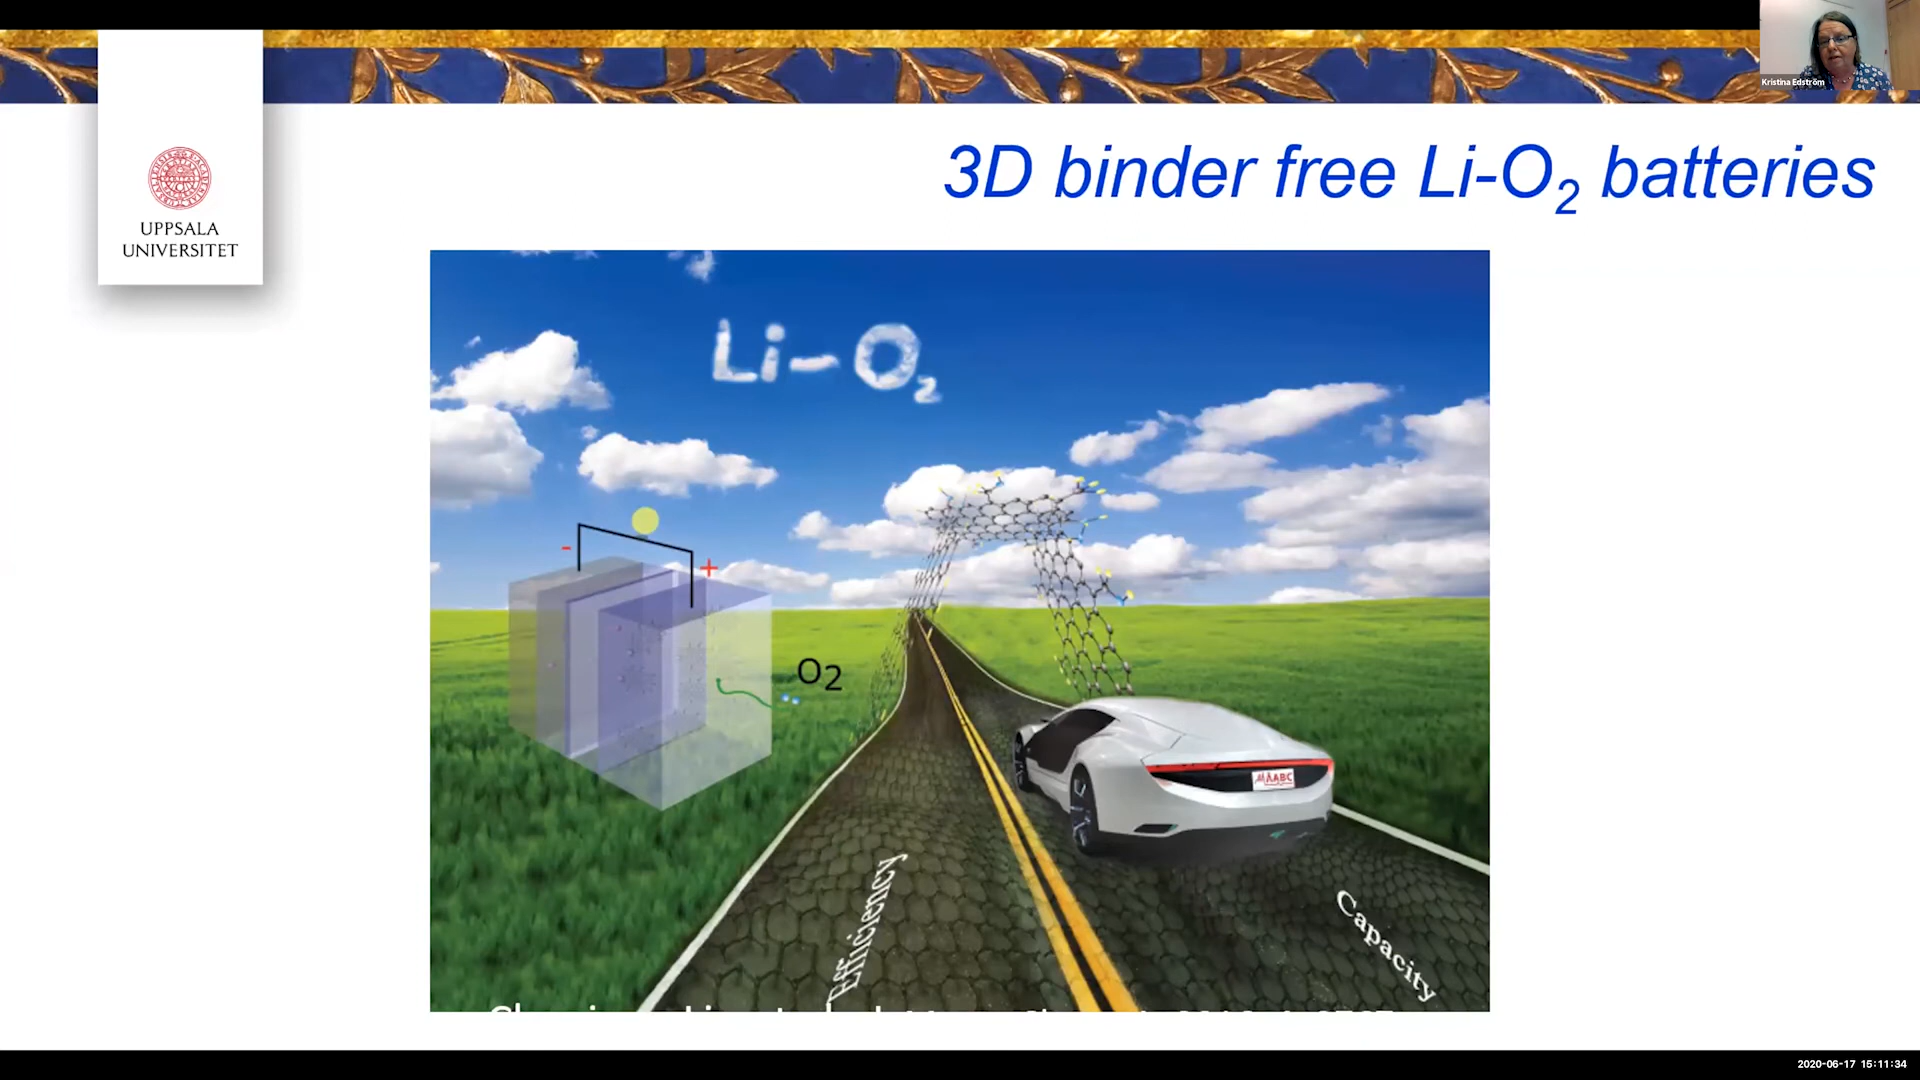 Kristina Edström
UPPSALA
UNIVERSITET
3D binder free Li-O₂ batteries
Li-O₂
-
+
O2
Efficiency
Capacity
2020-06-17 15:11:34